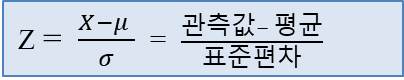 Z = X−μ / σ = 관측값− 평균 / 표준편차